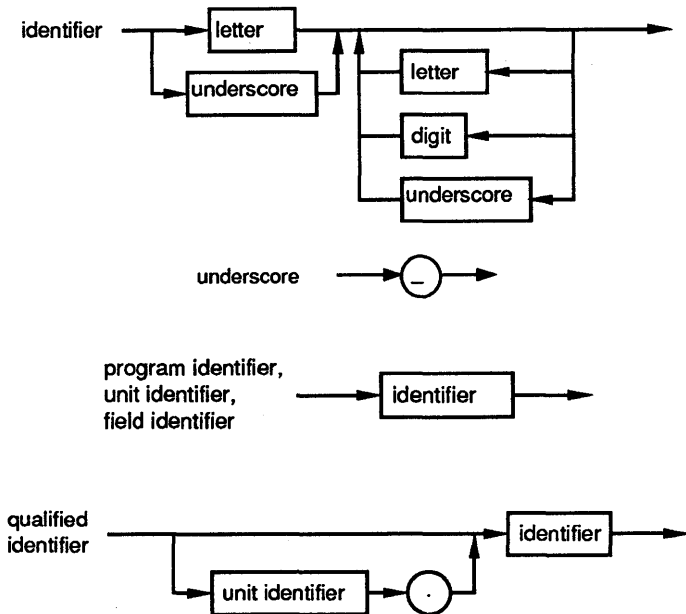 identifier
letter
underscore
letter
digit
underscore
underscore
_
program identifier,
unit identifier,
field identifier
identifier
qualified
identifier
unit identifier
.
identifier